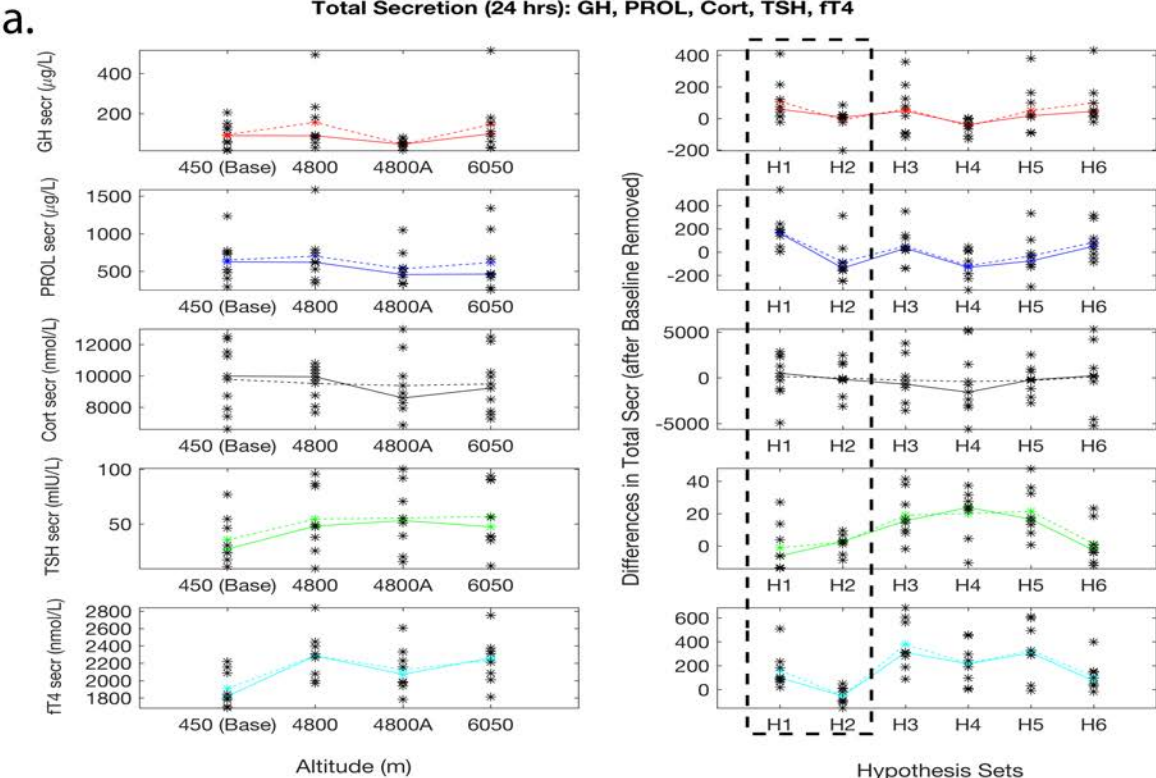 a.
Total Secretion (24 hrs): GH, PROL, Cort, TSH, fT4
GH secr (μg/L)
400
200
450 (Base) 4800 4800A 6050
PROL secr (μg/L)
1500
1000
500
450 (Base) 4800 4800A 6050
Cort secr (nmol/L)
12000
10000
8000
450 (Base) 4800 4800A 6050
TSH secr (mIU/L)
100
50
450 (Base) 4800 4800A 6050
fT4 secr (nmol/L)
2800
2600
2400
2200
2000
1800
450 (Base) 4800 4800A 6050
Altitude (m)
Differences in Total Secr (after Baseline Removed)
400
200
0
-200
H1 H2 H3 H4 H5 H6
400
200
0
-200
H1 H2 H3 H4 H5 H6
5000
0
-5000
H1 H2 H3 H4 H5 H6
40
20
0
H1 H2 H3 H4 H5 H6
600
400
200
0
H1 H2 H3 H4 H5 H6
Hypothesis Sets